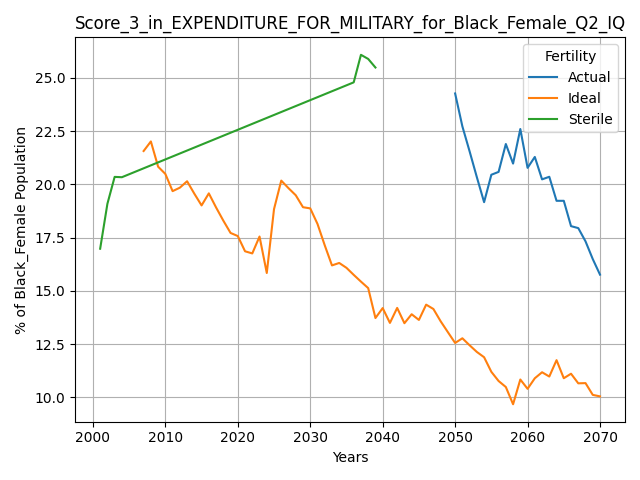 Score_3_in_EXPENDITURE_FOR_MILITARY_for_Black_Female_Q2_IQ
% of Black_Female Population
25.0
22.5
20.0
17.5
15.0
12.5
10.0
Fertility
Actual
Ideal
Sterile
2000 2010 2020 2030 2040 2050 2060 2070
Years